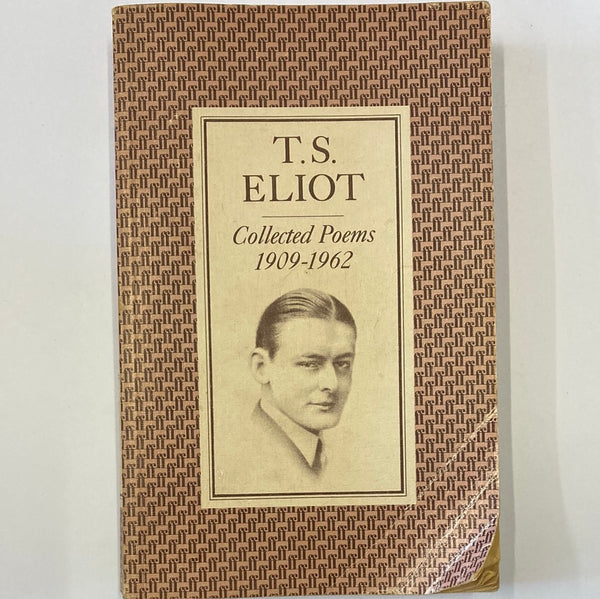 T.S.
ELIOT
Collected Poems
1909-1962